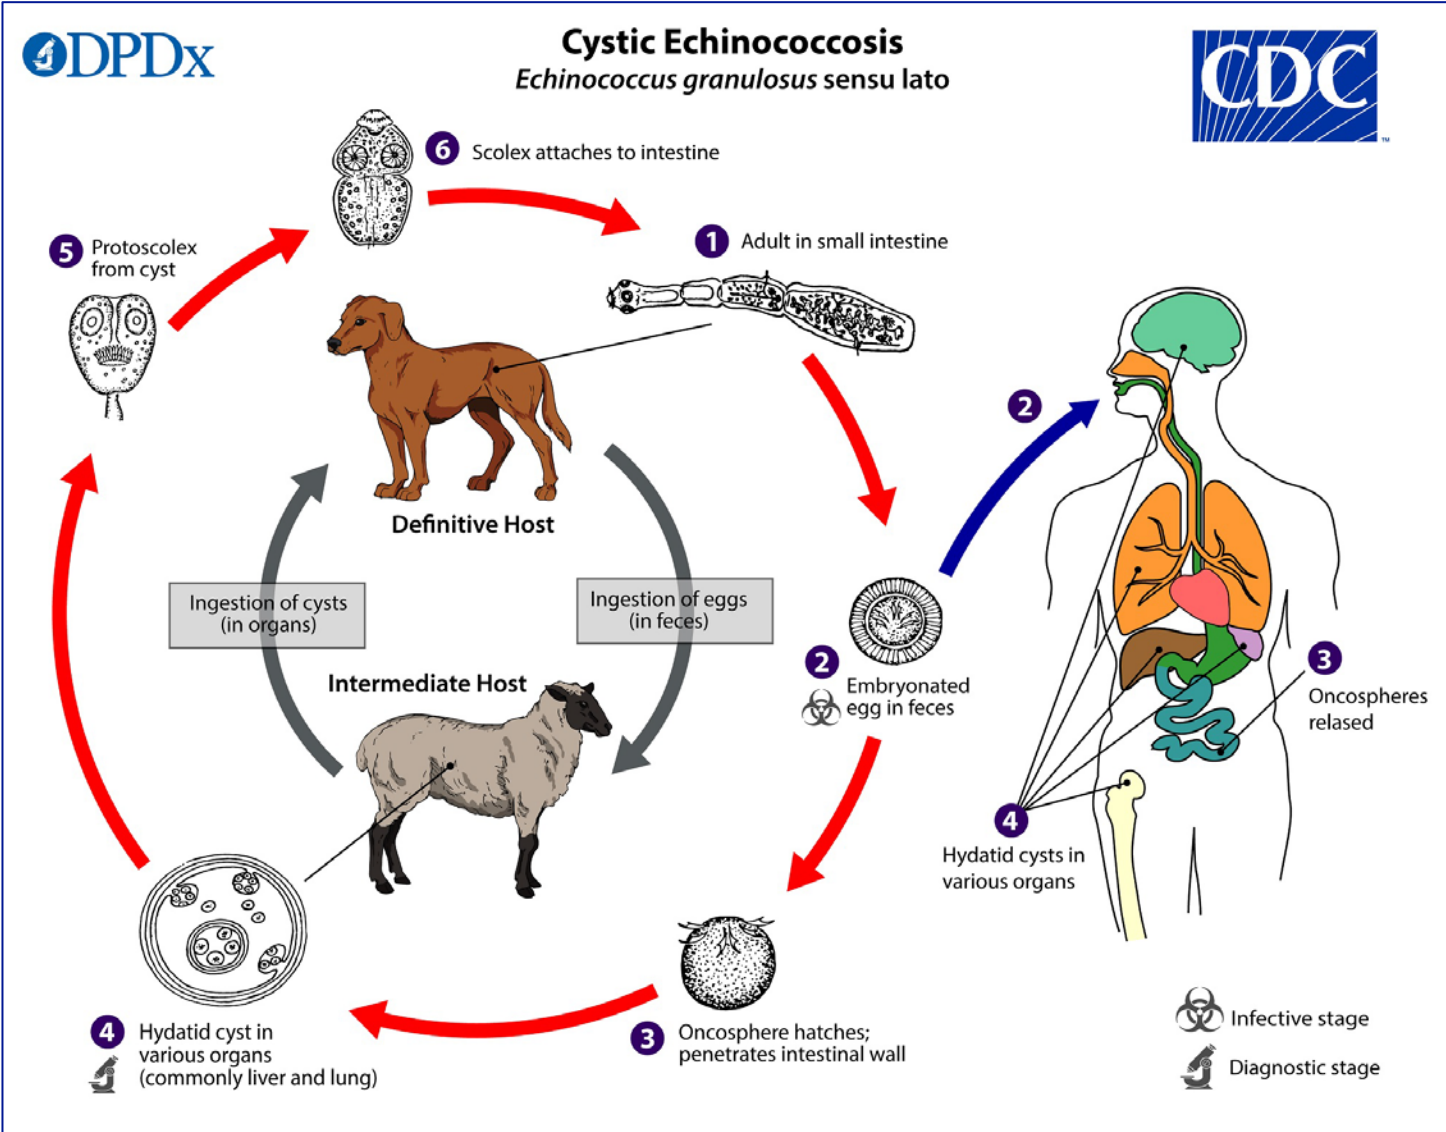 DPDx
Cystic Echinococcosis
Echinococcus granulosus sensu lato
CDC
TM
6 Scolex attaches to intestine
5 Protoscolex
from cyst
1 Adult in small intestine
2
Definitive Host
Ingestion of cysts
(in organs)
Ingestion of eggs
(in feces)
Intermediate Host
2 Embryonated
egg in feces
3
Oncospheres
relased
4
Hydatid cysts in
various organs
4 Hydatid cyst in
various organs
(commonly liver and lung)
3 Oncosphere hatches;
penetrates intestinal wall
Infective stage
Diagnostic stage